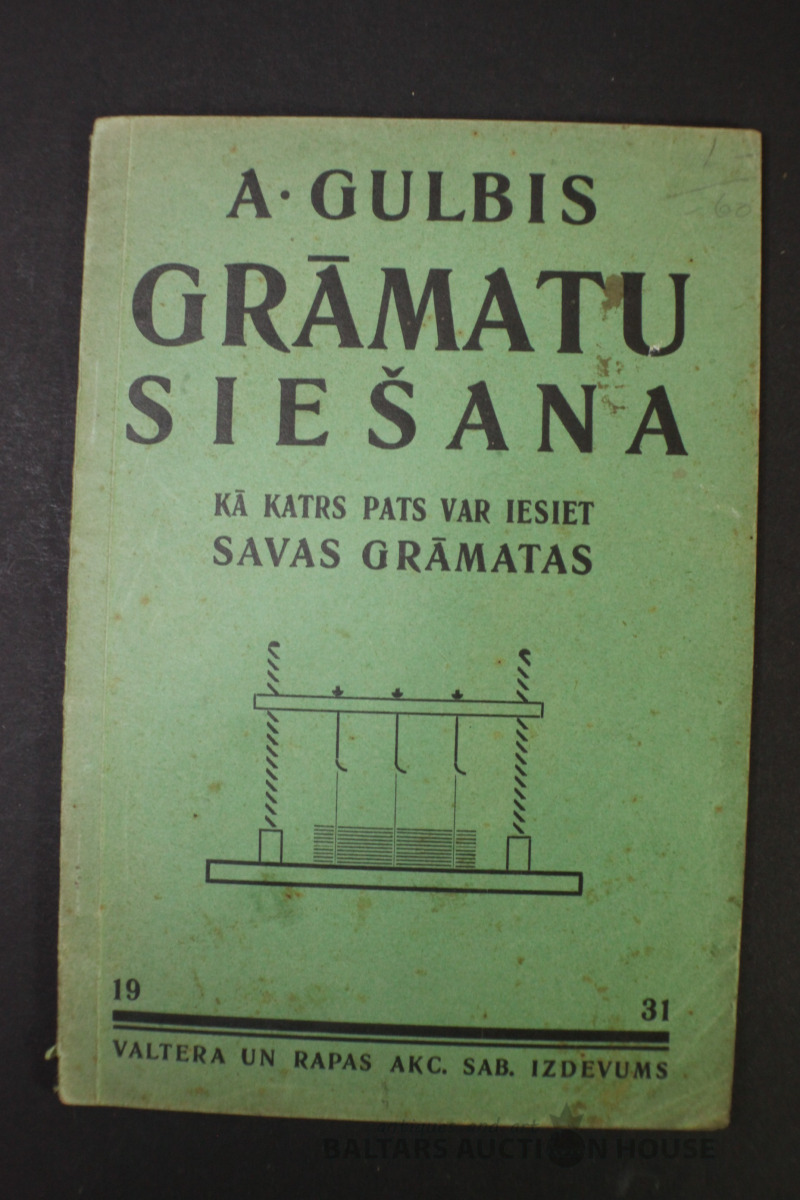 A. GULBIS
GRĀMATU
SIEŠANA
KĀ KATRS PATS VAR IESIET
SAVAS GRĀMATAS
19 31
VALTERA UN RAPAS AKC. SAB. IZDEVUMS
BALTARS AUCTION HOUSE